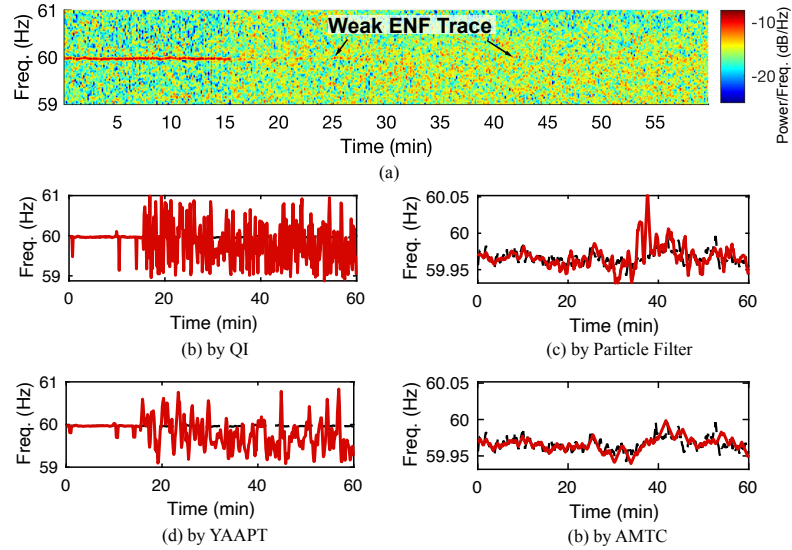 61
60
59
Freq. (Hz)
Weak ENF Trace
5 10 15 20 25 30 35 40 45 50 55
Time (min)
-10
-20
Power/Freq. (dB/Hz)
(a)
61
60
59
Freq. (Hz)
0 20 40 60
Time (min)
(b) by QI
60.05
60
59.95
Freq. (Hz)
0 20 40 60
Time (min)
(c) by Particle Filter
61
60
59
Freq. (Hz)
0 20 40 60
Time (min)
(d) by YAAPT
60.05
60
59.95
Freq. (Hz)
0 20 40 60
Time (min)
(b) by AMTC